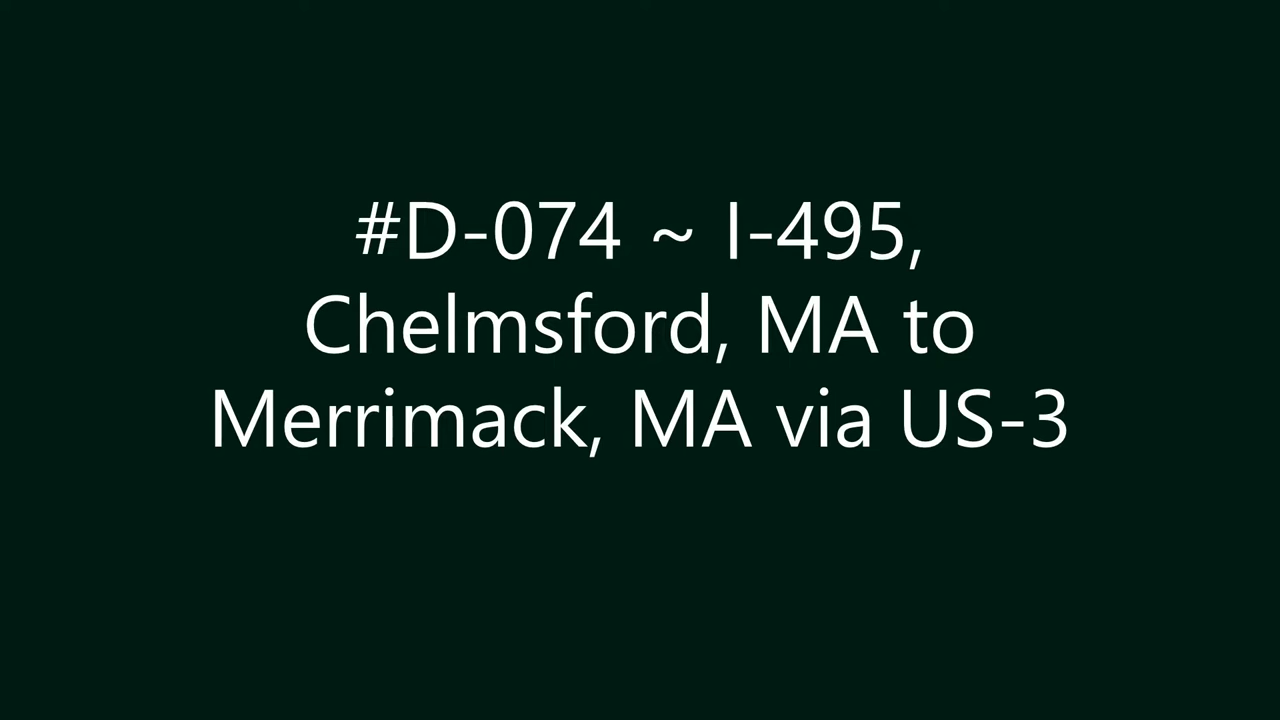 #D-074 ~ I-495,
Chelmsford, MA to
Merrimack, MA via US-3